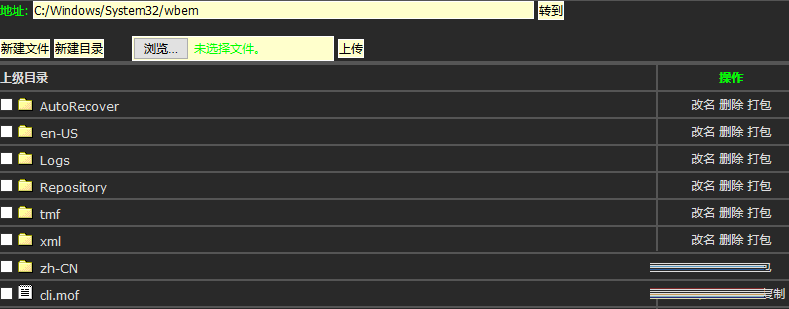 地址: C:/Windows/System32/wbem 转到
新建文件 新建目录 浏览... 未选择文件。 上传
上级目录 操作
AutoRecover 改名 删除 打包
en-US 改名 删除 打包
Logs 改名 删除 打包
Repository 改名 删除 打包
tmf 改名 删除 打包
xml 改名 删除 打包
zh-CN
cli.mof 复制